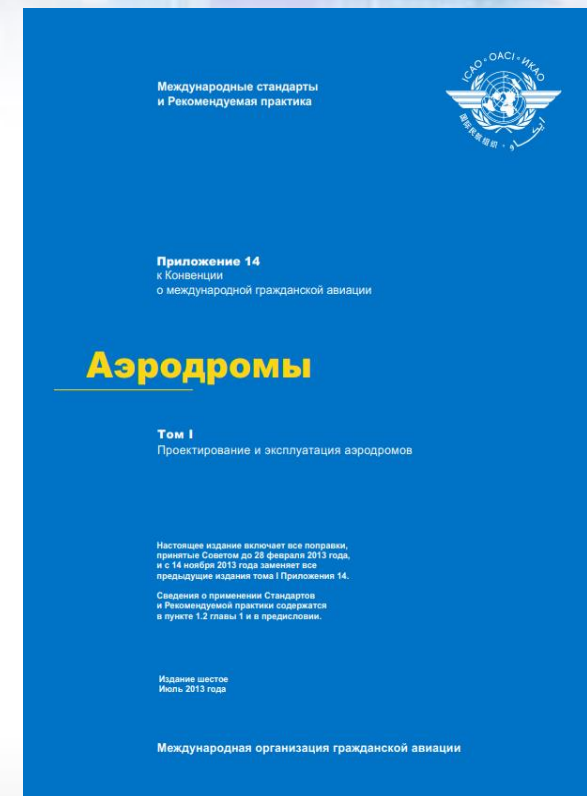 Международные стандарты
и Рекомендуемая практика
ICAO · OACI · ИКАО
Приложение 14
к Конвенции
о международной гражданской авиации
Аэродромы
Том I
Проектирование и эксплуатация аэродромов
Настоящее издание включает все поправки,
принятые Советом до 28 февраля 2013 года,
и с 14 ноября 2013 года заменяет все
предыдущие издания тома I Приложения 14.
Сведения о применении Стандартов
и Рекомендуемой практики содержатся
в пункте 1.2 главы 1 и в предисловии.
Издание шестое
Июль 2013 года
Международная организация гражданской авиации